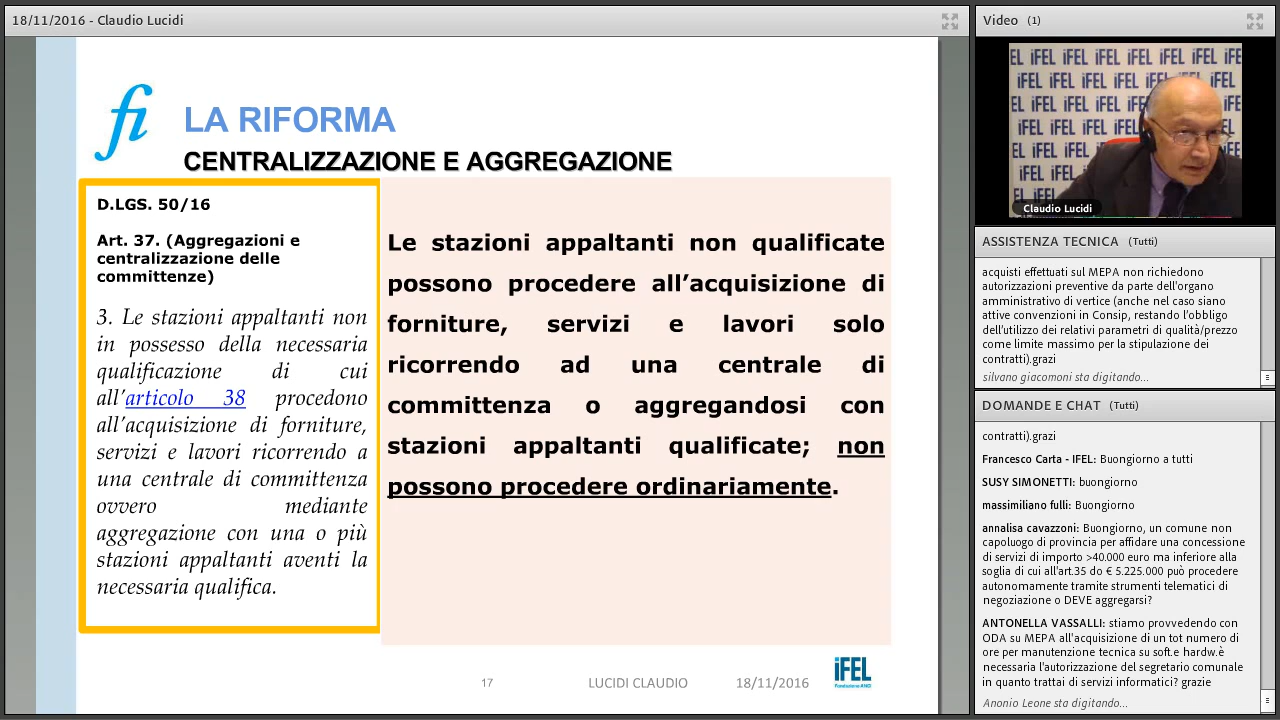 18/11/2016 - Claudio Lucidi
fi
LA RIFORMA
CENTRALIZZAZIONE E AGGREGAZIONE
D.LGS. 50/16
Art. 37. (Aggregazioni e
centralizzazione delle
committenze)
3. Le stazioni appaltanti non
in possesso della necessaria
qualificazione di cui
all’articolo 38 procedono
all’acquisizione di forniture,
servizi e lavori ricorrendo a
una centrale di committenza
ovvero mediante
aggregazione con una o più
stazioni appaltanti aventi la
necessaria qualifica.
Le stazioni appaltanti non qualificate
possono procedere all’acquisizione di
forniture, servizi e lavori solo
ricorrendo ad una centrale di
committenza o aggregandosi con
stazioni appaltanti qualificate; non
possono procedere ordinariamente.
17
LUCIDI CLAUDIO
18/11/2016
iFEL
Fondazione ANCI
Video (1)
iFEL iFEL iFEL iFEL iFEL
Claudio Lucidi
ASSISTENZA TECNICA (Tutti)
acquisti effettuati sul MEPA non richiedono
autorizzazioni preventive da parte dell'organo
amministrativo di vertice (anche nel caso siano
attive convenzioni in Consip, restando l'obbligo
dell'utilizzo dei relativi parametri di qualità/prezzo
come limite massimo per la stipulazione dei
contratti).grazi
silvano giacomoni sta digitando...
DOMANDE E CHAT (Tutti)
contratti).grazi
Francesco Carta - IFEL: Buongiorno a tutti
SUSY SIMONETTI: buongiorno
massimiliano fulli: Buongiorno
annalisa cavazzoni: Buongiorno, un comune non
capoluogo di provincia per affidare una concessione
di servizi di importo >40.000 euro ma inferiore alla
soglia di cui all'art.35 do € 5.225.000 può procedere
autonomamente tramite strumenti telematici di
negoziazione o DEVE aggregarsi?
ANTONELLA VASSALLI: stiamo provvedendo con
ODA su MEPA all'acquisizione di un tot numero di
ore per manutenzione tecnica su soft.e hardw.è
necessaria l'autorizzazione del segretario comunale
in quanto trattai di servizi informatici? grazie
Anonio Leone sta digitando...